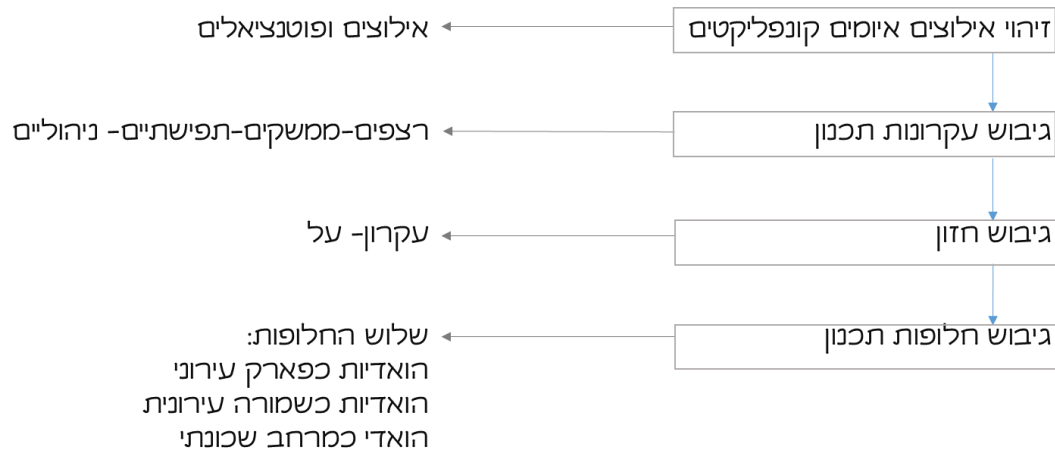 זיהוי אילוצים איומים קונפליקטים
אילוצים ופוטנציאלים
גיבוש עקרונות תכנון
רצפים-ממשקים-תפישתיים- ניהוליים
גיבוש חזון
עקרון- על
גיבוש חלופות תכנון
שלוש החלופות:
הואדיות כפארק עירוני
הואדיות כשמורה עירונית
הואדי כמרחב שכונתי